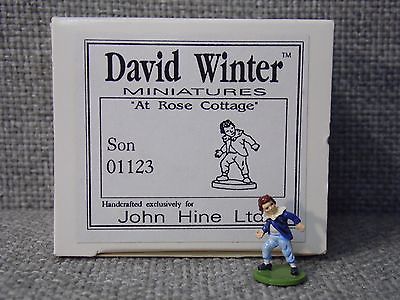 David Winter™
MINIATURES
"At Rose Cottage"
Son
01123
Handcrafted exclusively for
John Hine Ltd